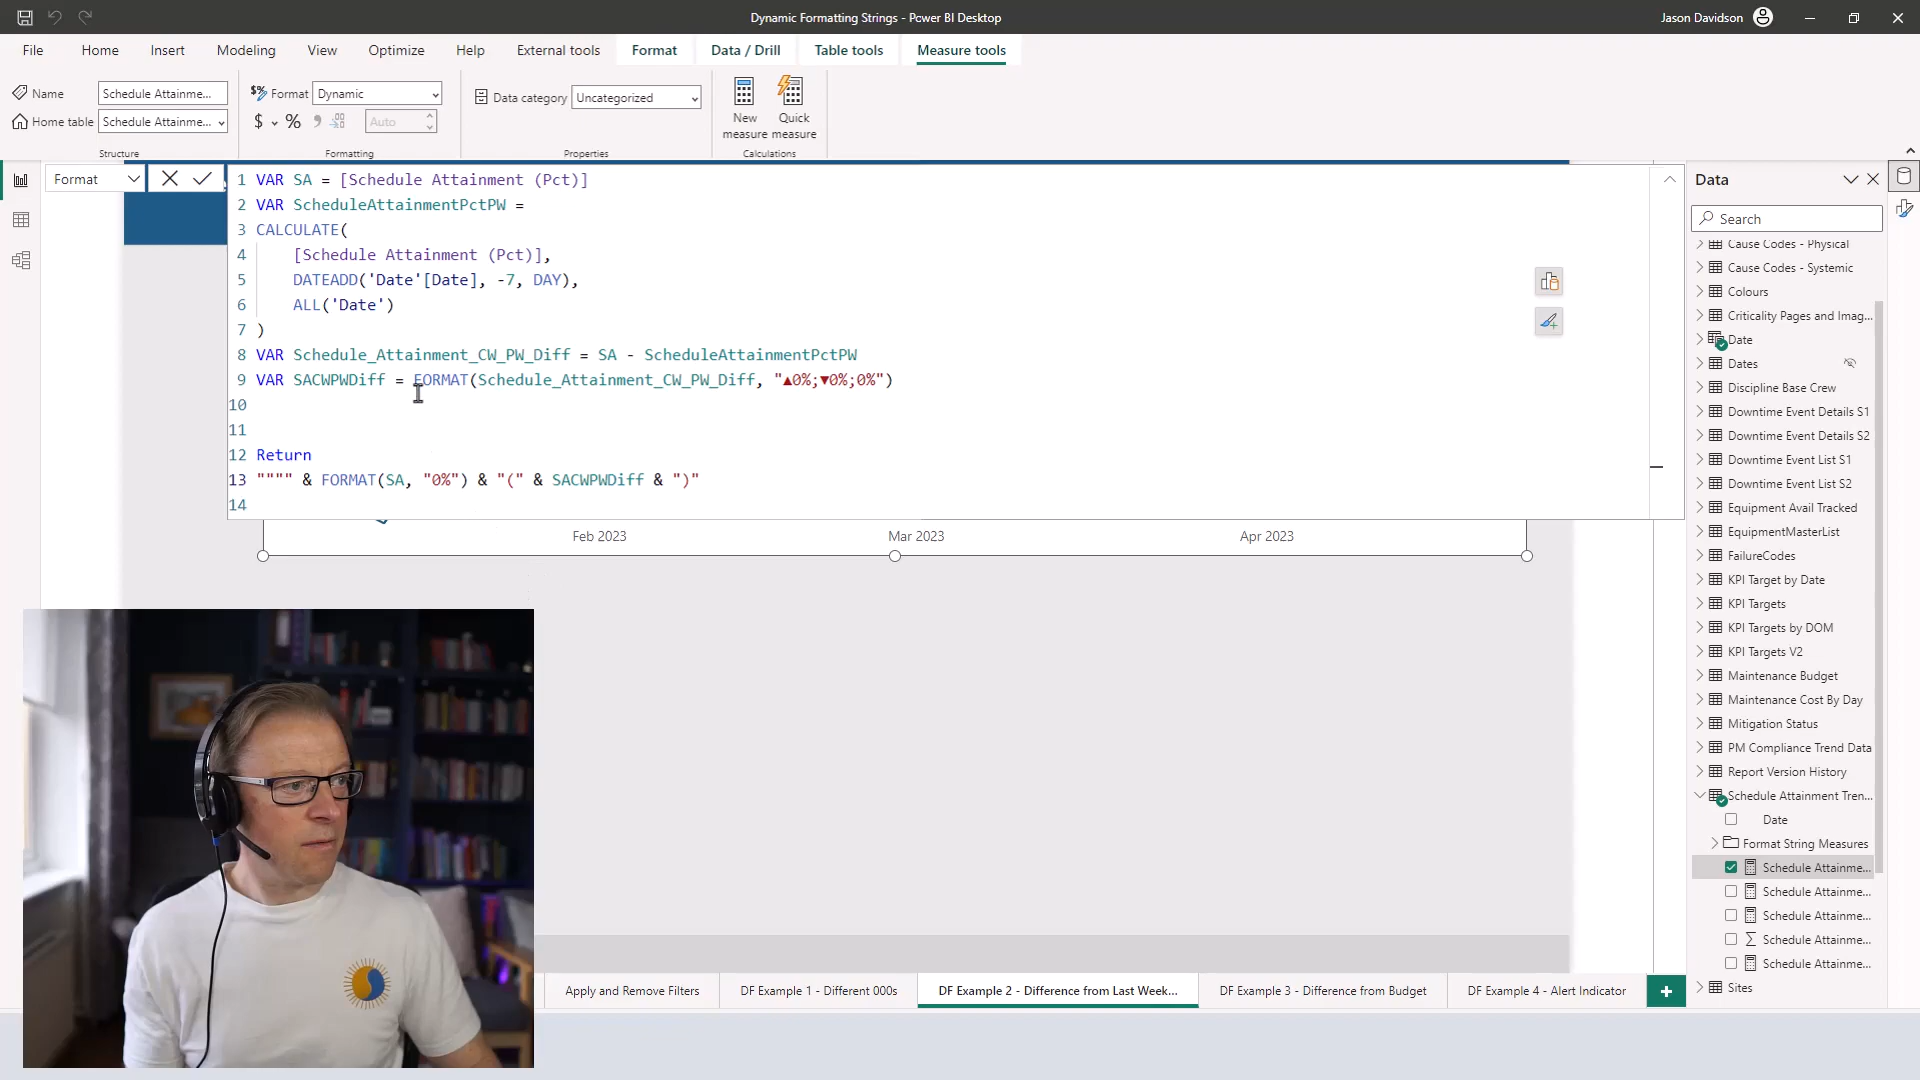 Dynamic Formatting Strings - Power BI Desktop
Jason Davidson
File Home Insert Modeling View Optimize Help External tools Format Data / Drill Table tools Measure tools
Name Schedule Attainme...
Home table Schedule Attainme...
Structure
Format Dynamic
$ % Auto
Formatting
Data category Uncategorized
Properties
New measure
Quick measure
Calculations
Format
1 VAR SA = [Schedule Attainment (Pct)]
2 VAR ScheduleAttainmentPctPW =
3 CALCULATE(
4 [Schedule Attainment (Pct)],
5 DATEADD('Date'[Date], -7, DAY),
6 ALL('Date')
7 )
8 VAR Schedule_Attainment_CW_PW_Diff = SA - ScheduleAttainmentPctPW
9 VAR SACWPWDiff = FORMAT(Schedule_Attainment_CW_PW_Diff, "▲0%;▼0%;0%")
10
11
12 Return
13 """" & FORMAT(SA, "0%") & "(" & SACWPWDiff & ")"
14
Feb 2023 Mar 2023 Apr 2023
Data
Search
Cause Codes - Physical
Cause Codes - Systemic
Colours
Criticality Pages and Imag...
Date
Dates
Discipline Base Crew
Downtime Event Details S1
Downtime Event Details S2
Downtime Event List S1
Downtime Event List S2
Equipment Avail Tracked
EquipmentMasterList
FailureCodes
KPI Target by Date
KPI Targets
KPI Targets by DOM
KPI Targets V2
Maintenance Budget
Maintenance Cost By Day
Mitigation Status
PM Compliance Trend Data
Report Version History
Schedule Attainment Tren...
Date
Format String Measures
Schedule Attainme...
Schedule Attainme...
Schedule Attainme...
Schedule Attainme...
Schedule Attainme...
Sites
Apply and Remove Filters
DF Example 1 - Different 000s
DF Example 2 - Difference from Last Week...
DF Example 3 - Difference from Budget
DF Example 4 - Alert Indicator
+